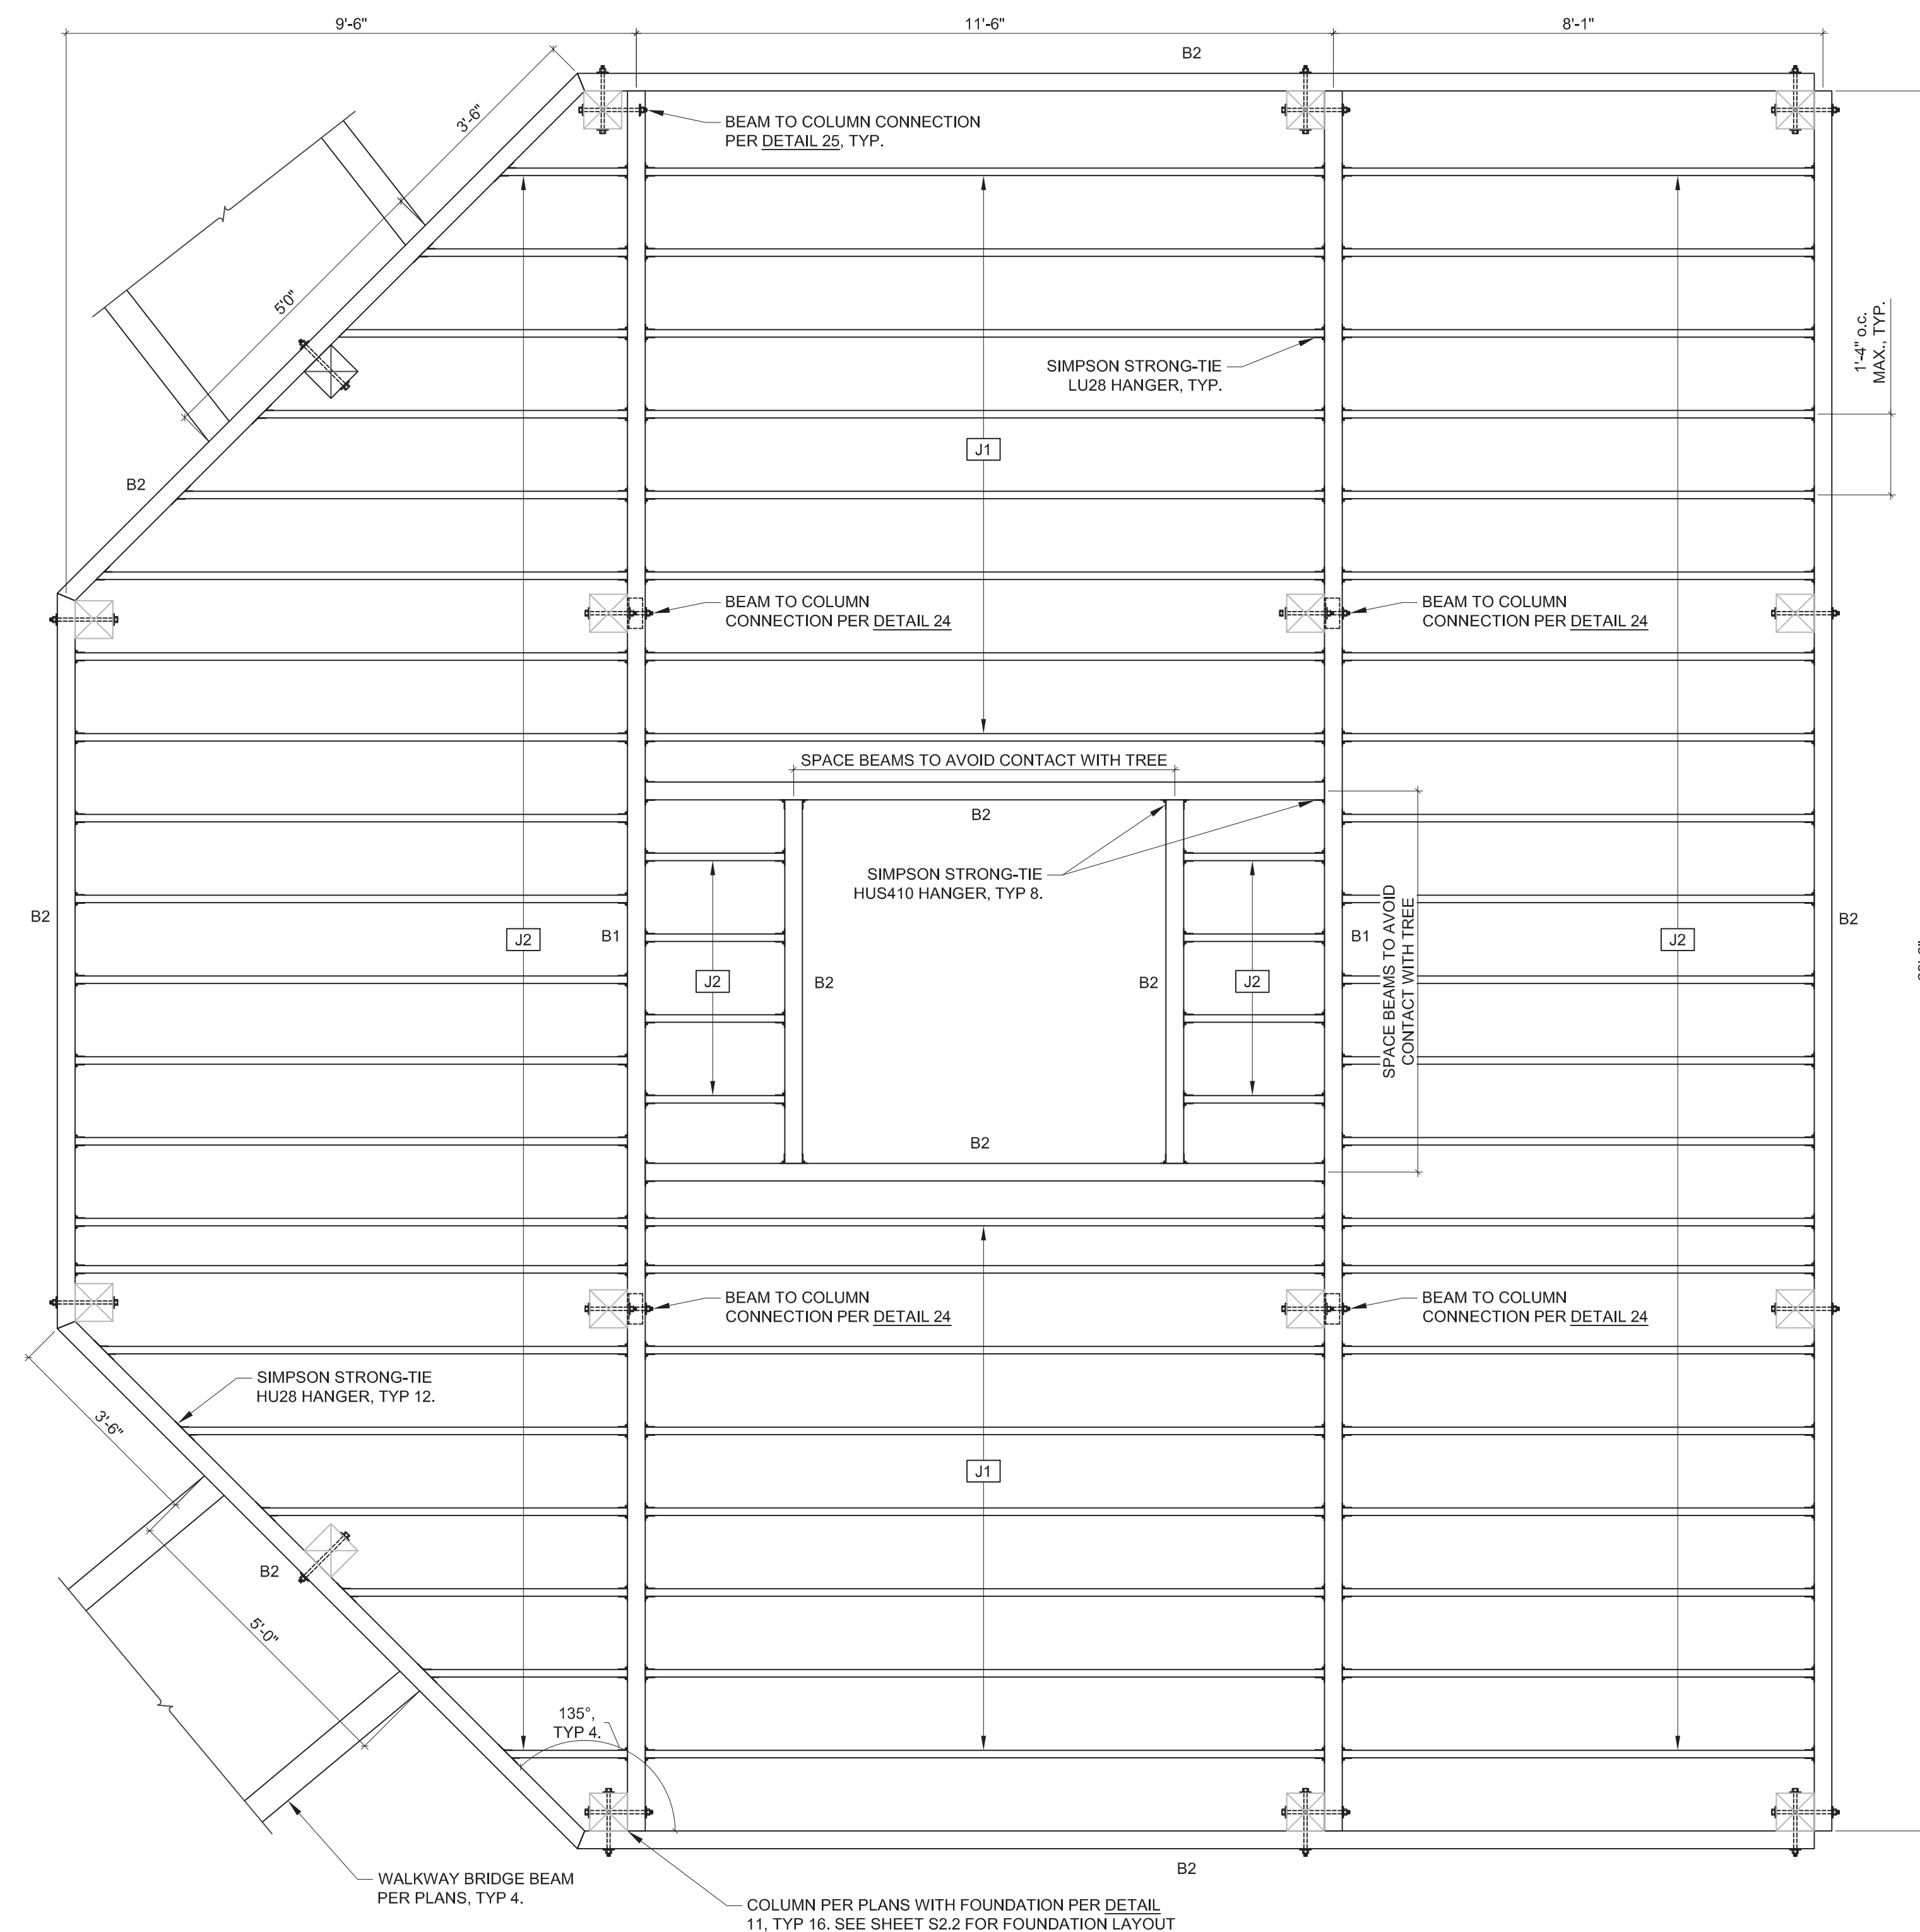 9'-6"
11'-6"
8'-1"
B2
3'-6"
BEAM TO COLUMN CONNECTION
PER DETAIL 25, TYP.
5'0"
SIMPSON STRONG-TIE
LU28 HANGER, TYP.
1'-4" o.c.
MAX., TYP.
J1
B2
BEAM TO COLUMN
CONNECTION PER DETAIL 24
BEAM TO COLUMN
CONNECTION PER DETAIL 24
SPACE BEAMS TO AVOID CONTACT WITH TREE
B2
SIMPSON STRONG-TIE
HUS410 HANGER, TYP 8.
SPACE BEAMS TO AVOID
CONTACT WITH TREE
B2
J2
B1
B1
J2
B2
J2
B2
B2
J2
B2
BEAM TO COLUMN
CONNECTION PER DETAIL 24
BEAM TO COLUMN
CONNECTION PER DETAIL 24
SIMPSON STRONG-TIE
HU28 HANGER, TYP 12.
3'-6"
J1
B2
5'-0"
135°,
TYP 4.
WALKWAY BRIDGE BEAM
PER PLANS, TYP 4.
B2
COLUMN PER PLANS WITH FOUNDATION PER DETAIL
11, TYP 16. SEE SHEET S2.2 FOR FOUNDATION LAYOUT